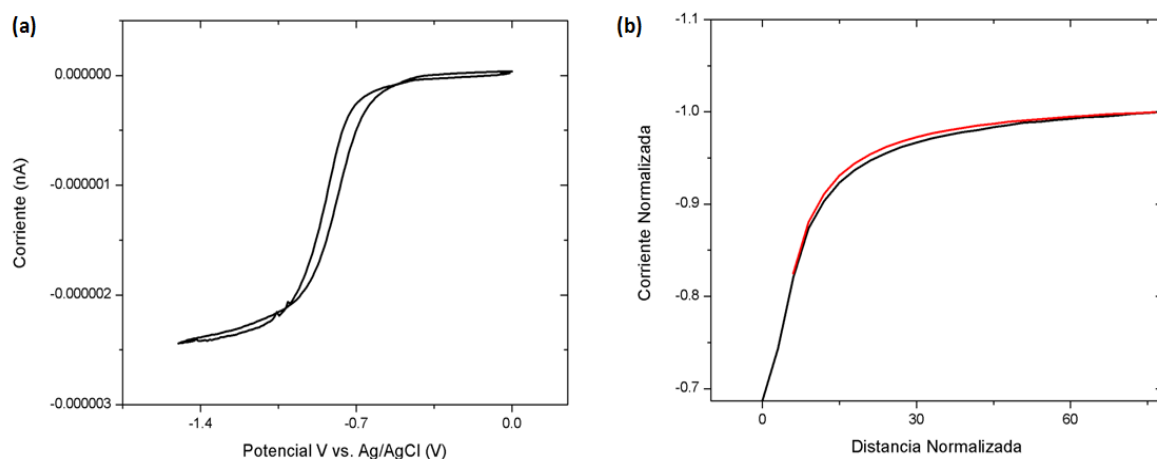 (a)
0.000000
-0.000001
-0.000002
-0.000003
Corriente (nA)
-1.4
-0.7
0.0
Potencial V vs. Ag/AgCl (V)
(b)
-1.1
-1.0
-0.9
-0.8
-0.7
Corriente Normalizada
0
30
60
Distancia Normalizada